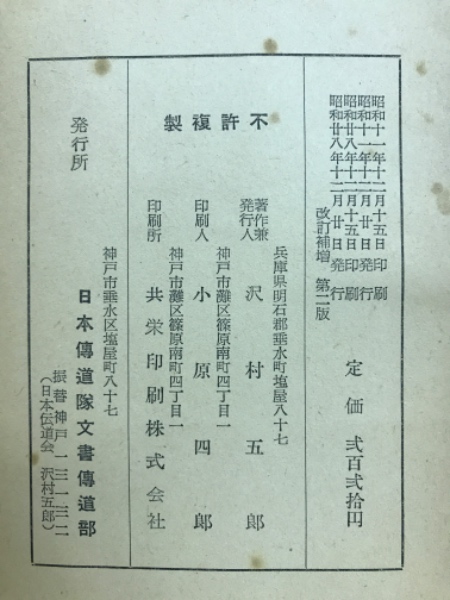 昭和十一年十二月十五日印刷
昭和十一年十二月廿日発行
昭和廿八年十二月十五日印刷
昭和廿八年十二月廿日発行
改訂補増 第二版
定価 弐百弐拾円
不許複製
兵庫県明石郡垂水町塩屋八十七
著作兼発行人 沢村五郎
神戸市灘区篠原南町四丁目一
印刷人 小原四郎
神戸市灘区篠原南町四丁目一
印刷所 共栄印刷株式会社
神戸市垂水区塩屋町八十七
発行所 日本傳道隊文書傳道部
振替神戸一三一三二
(日本伝道会 沢村五郎)